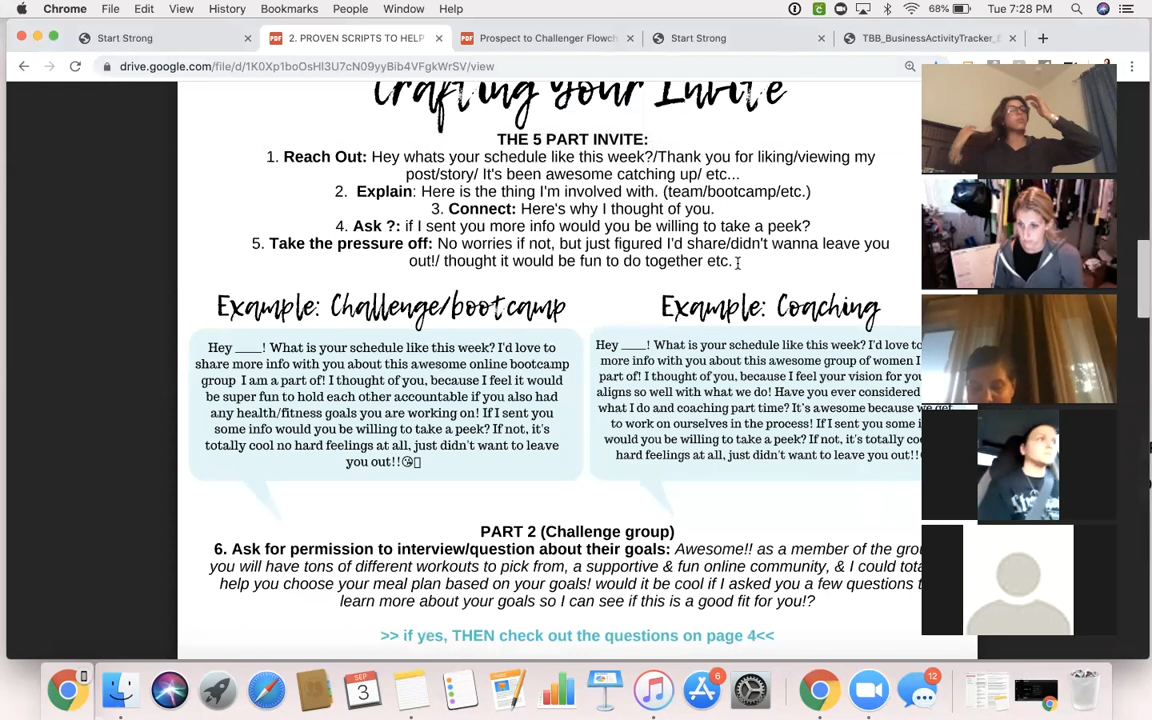 Chrome File Edit View History Bookmarks People Window Help 68% Tue 7:28 PM
Start Strong × 2. PROVEN SCRIPTS TO HELP × Prospect to Challenger Flowch × Start Strong × TBB_BusinessActivityTracker_E × +
drive.google.com/file/d/1K0Xp1boOsHI3U7cN09yyBib4VFgkWrSV/view
Crafting Your Invite
THE 5 PART INVITE:
1. Reach Out: Hey whats your schedule like this week?/Thank you for liking/viewing my
post/story/ It's been awesome catching up/ etc...
2. Explain: Here is the thing I'm involved with. (team/bootcamp/etc.)
3. Connect: Here's why I thought of you.
4. Ask ?: if I sent you more info would you be willing to take a peek?
5. Take the pressure off: No worries if not, but just figured I'd share/didn't wanna leave you
out!/ thought it would be fun to do together etc.
Example: Challenge/bootcamp
Hey ____! What is your schedule like this week? I'd love to
share more info with you about this awesome online bootcamp
group I am a part of! I thought of you, because I feel it would
be super fun to hold each other accountable if you also had
any health/fitness goals you are working on! If I sent you
some info would you be willing to take a peek? If not, it's
totally cool no hard feelings at all, just didn't want to leave
you out!!😘
Example: Coaching
Hey ____! What is your schedule like this week? I'd love to
more info with you about this awesome group of women I
part of! I thought of you, because I feel your vision for you
aligns so well with what we do! Have you ever considered
what I do and coaching part time? It's awesome because we get
to work on ourselves in the process! If I sent you some i
would you be willing to take a peek? If not, it's totally coo
hard feelings at all, just didn't want to leave you out!!
PART 2 (Challenge group)
6. Ask for permission to interview/question about their goals: Awesome!! as a member of the grou
you will have tons of different workouts to pick from, a supportive & fun online community, & I could tota
help you choose your meal plan based on your goals! would it be cool if I asked you a few questions t
learn more about your goals so I can see if this is a good fit for you!?
>> if yes, THEN check out the questions on page 4<<
SEP
3
6
12